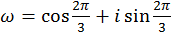 ω = cos 2π/3 + i sin 2π/3